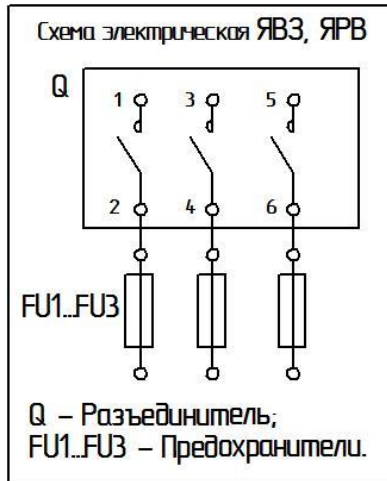 Схема электрическая ЯВЗ, ЯРВ
Q
1 3 5
2 4 6
FU1...FU3
Q – Разъединитель;
FU1...FU3 – Предохранители.